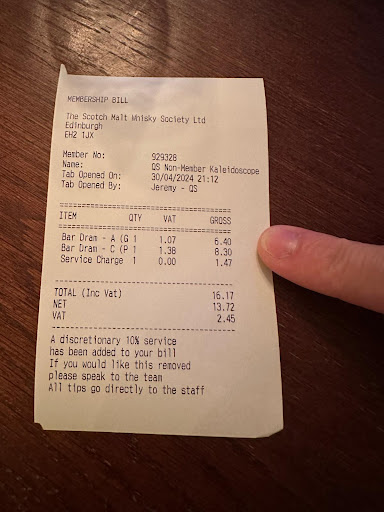 MEMBERSHIP BILL
The Scotch Malt Whisky Society Ltd
Edinburgh
EH2 1JX
Member No: 929328
Name: QS Non-Member Kaleidoscope
Tab Opened On: 30/04/2024 21:12
Tab Opened By: Jeremy - QS
================================
ITEM QTY VAT GROSS
================================
Bar Dram - A (G 1 1.07 6.40
Bar Dram - C (P 1 1.38 8.30
Service Charge 1 0.00 1.47
--------------------------------
TOTAL (Inc Vat) 16.17
NET 13.72
VAT 2.45
--------------------------------
A discretionary 10% service
has been added to your bill
If you would like this removed
please speak to the team
All tips go directly to the staff